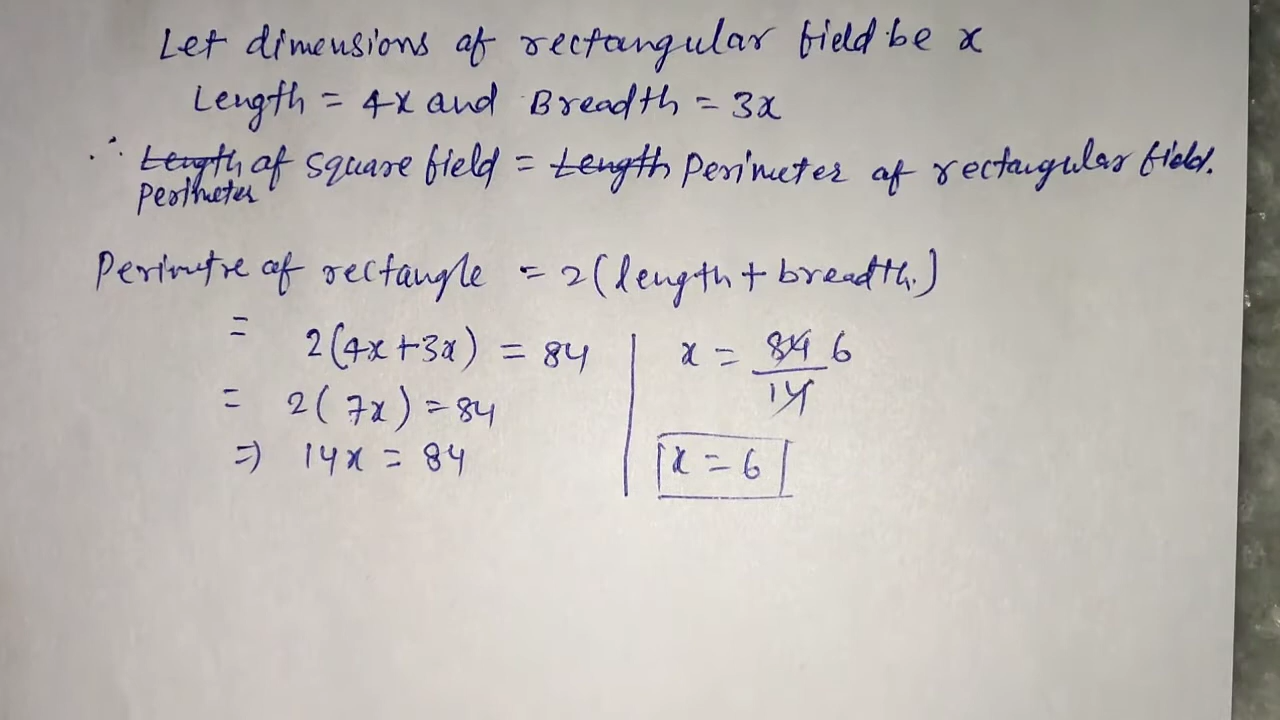 Let dimensions of rectangular field be x
Length = 4x and Breadth = 3x
∴ Length of square field = Length Perimeter of rectangular field.
Perimeter
Perimetre of rectangle = 2(length + breadth.)
= 2(4x+3x) = 84
= 2(7x) = 84
⇒ 14x = 84
x = 84/14 6
x = 6